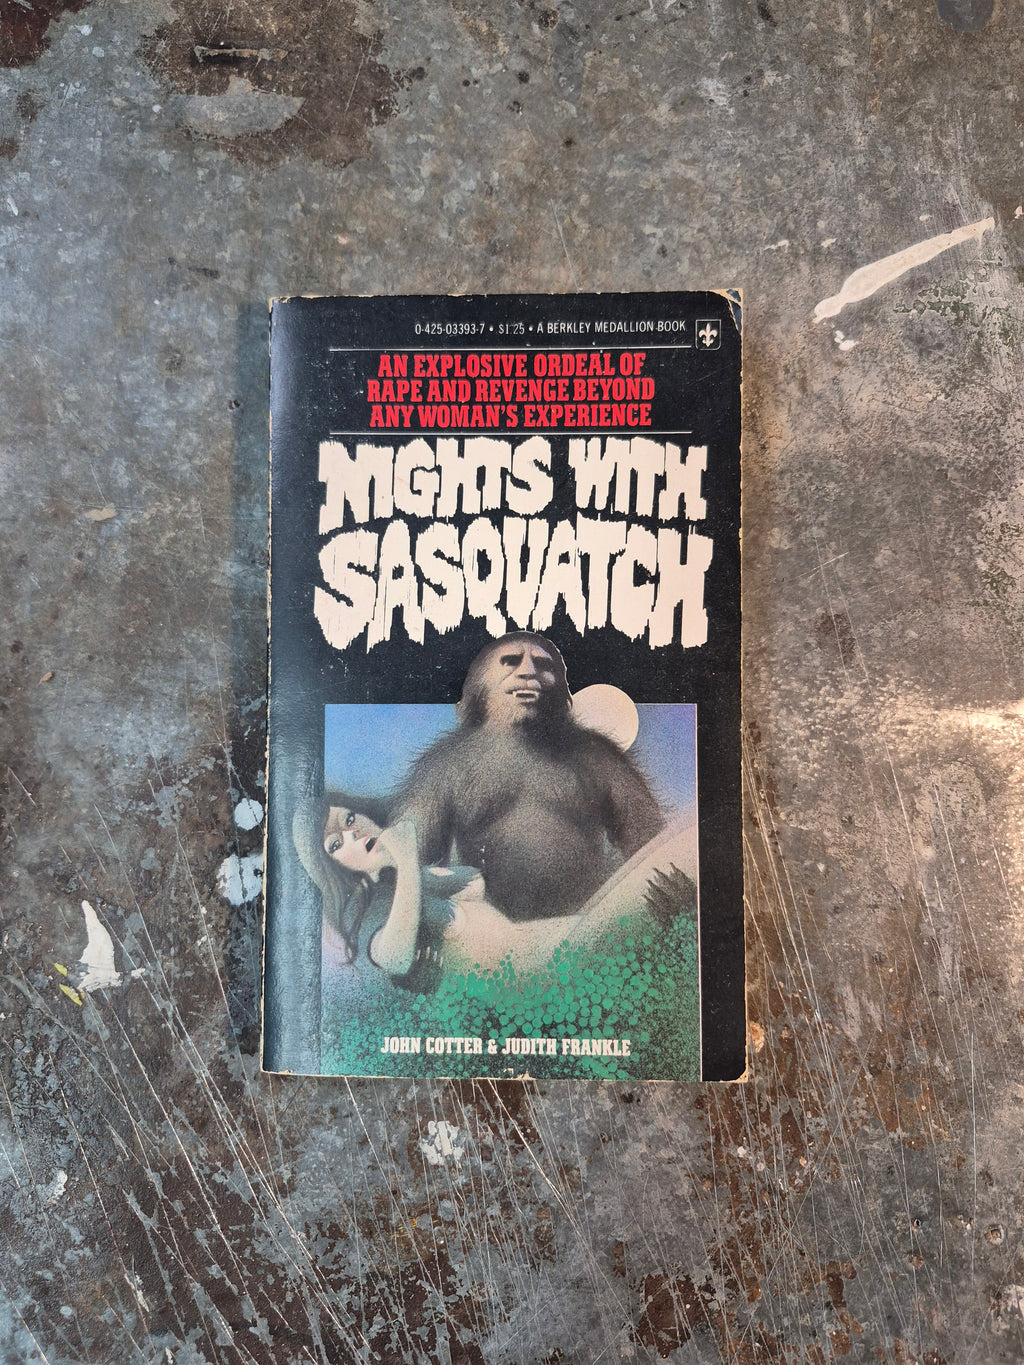 0-425-03393-7 • $1.25 • A BERKLEY MEDALLION BOOK
AN EXPLOSIVE ORDEAL OF
RAPE AND REVENGE BEYOND
ANY WOMAN'S EXPERIENCE
NIGHTS WITH
SASQUATCH
JOHN COTTER & JUDITH FRANKLE